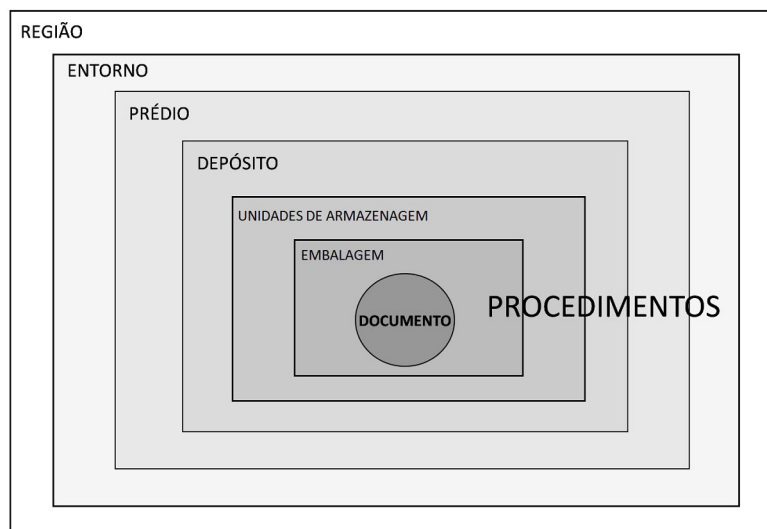 REGIÃO
ENTORNO
PRÉDIO
DEPÓSITO
UNIDADES DE ARMAZENAGEM
EMBALAGEM
PROCEDIMENTOS
DOCUMENTO